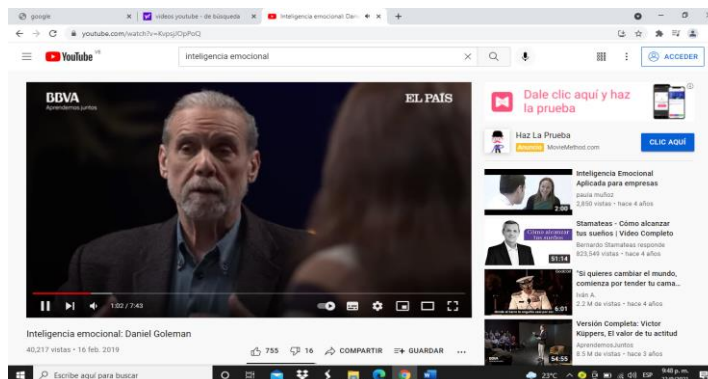 google
videos youtube - de búsqueda
Inteligencia emocional: Dani
youtube.com/watch?v=
YouTube
inteligencia emocional
ACCEDER
BBVA
Aprendemos juntos
EL PAÍS
1:02 / 7:43
Inteligencia emocional: Daniel Goleman
40,217 vistas • 16 feb. 2019
755
16
COMPARTIR
GUARDAR
Dale clic aquí y haz
la prueba
Haz La Prueba
Anuncio MovieMethod.com
CLIC AQUÍ
2:00
Inteligencia Emocional
Aplicada para empresas
paula muñoz
2,850 vistas • hace 4 años
Cómo alcanzar
tus sueños
51:14
Stamateas - Cómo alcanzar
tus sueños | Video Completo
Bernardo Stamateas responde
823,549 vistas • hace 4 años
6:01
"Si quieres cambiar el mundo,
comienza por tender tu cama...
Iván A.
2.2 M de vistas • hace 4 años
54:55
Versión Completa: Victor
Küppers, El valor de tu actitud
AprendemosJuntos
8.5 M de vistas • hace 3 años
Escribe aquí para buscar
23°C
ESP
9:48 p. m.